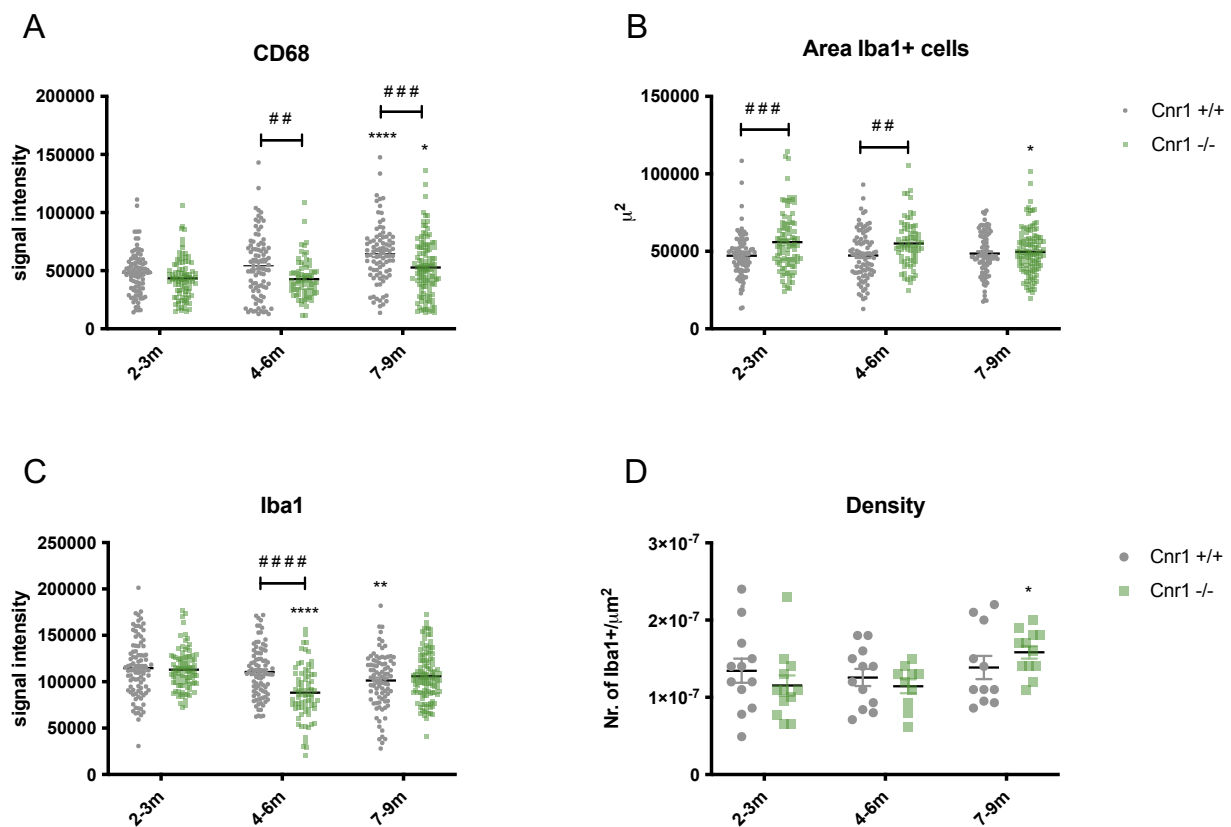 A
CD68
signal intensity
200000
150000
100000
50000
0
# #
# # #
****
*
2-3m
4-6m
7-9m
B
Area Iba1+ cells
μ²
150000
100000
50000
0
# # #
# #
*
2-3m
4-6m
7-9m
Cnr1 +/+
Cnr1 -/-
C
Iba1
signal intensity
250000
200000
150000
100000
50000
0
# # # #
****
**
2-3m
4-6m
7-9m
D
Density
Nr. of Iba1+/μm²
3×10⁻⁷
2×10⁻⁷
1×10⁻⁷
0
*
2-3m
4-6m
7-9m
Cnr1 +/+
Cnr1 -/-